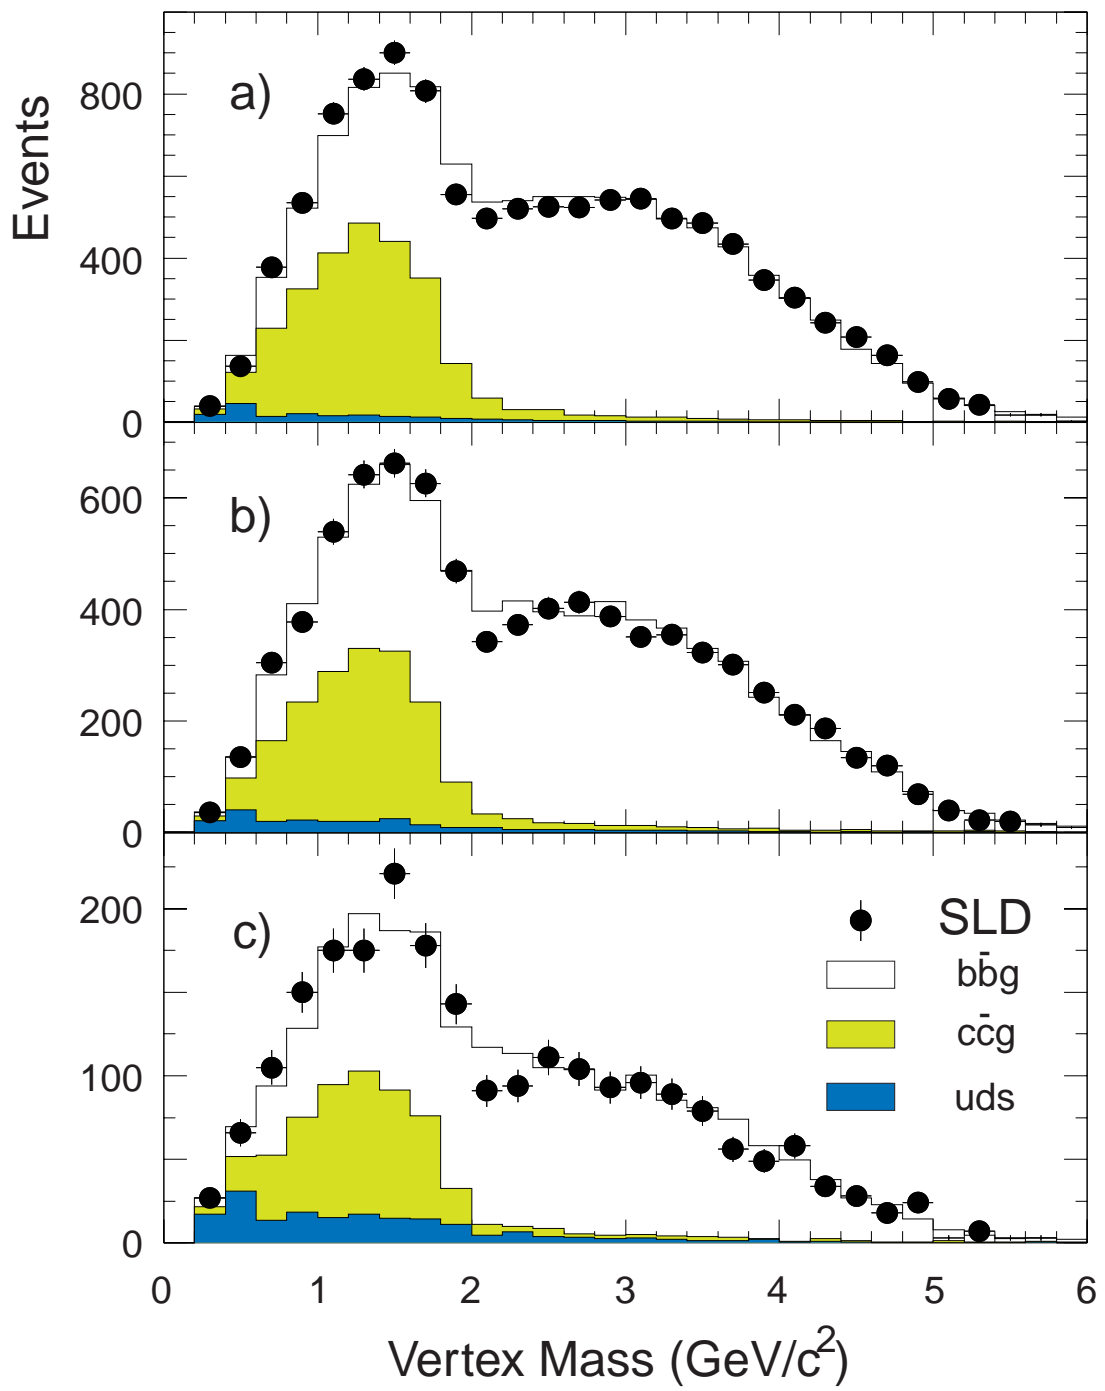 Events
a)
800
400
0
b)
600
400
200
0
c)
200
100
0
SLD
bb̄g
cc̄g
uds
0 1 2 3 4 5 6
Vertex Mass (GeV/c²)